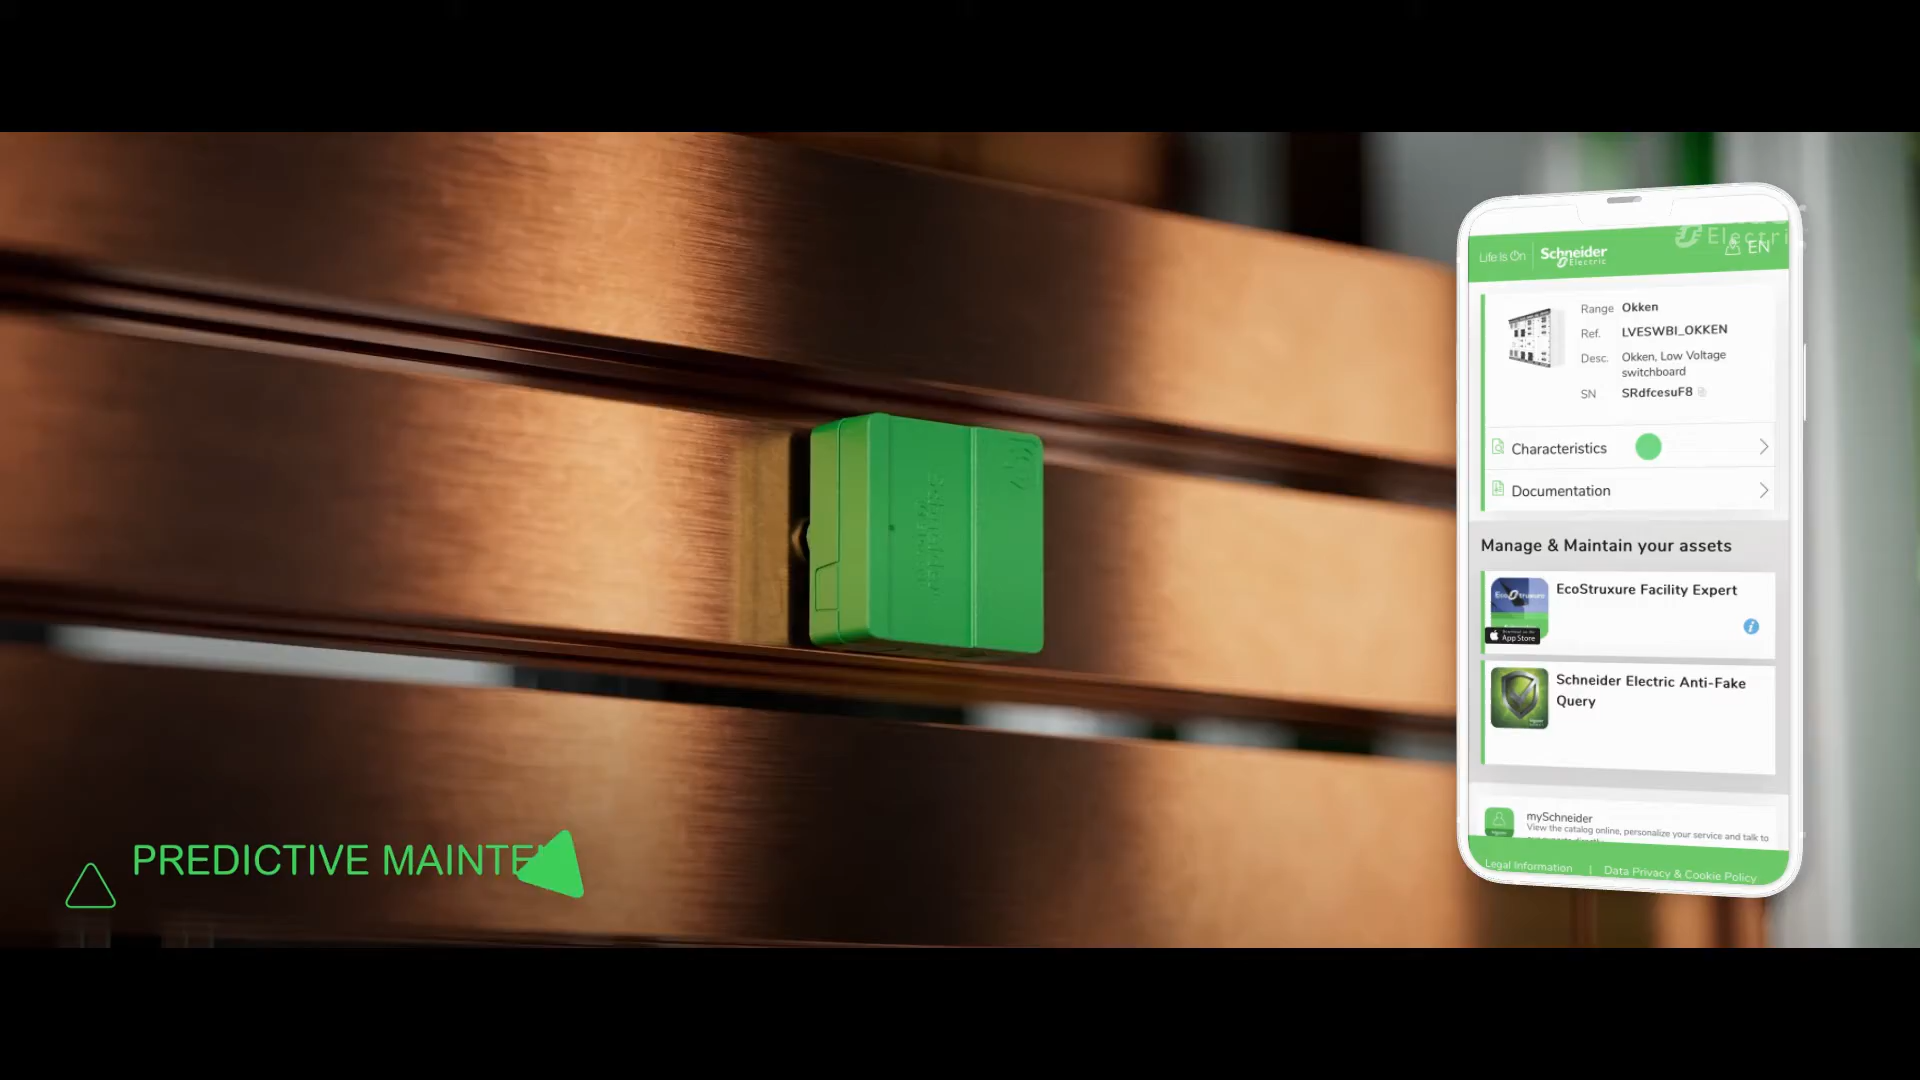 PREDICTIVE MAINTE
Life Is On
Schneider
Electric
Electri
EN
Range Okken
Ref. LVESWBI_OKKEN
Desc. Okken, Low Voltage
switchboard
SN SRdfcesuF8
Characteristics
Documentation
Manage & Maintain your assets
EcoStruxure
EcoStruxure Facility Expert
App Store
Schneider Electric Anti-Fake
Query
mySchneider
View the catalog online, personalize your service and talk to
Legal Information | Data Privacy & Cookie Policy